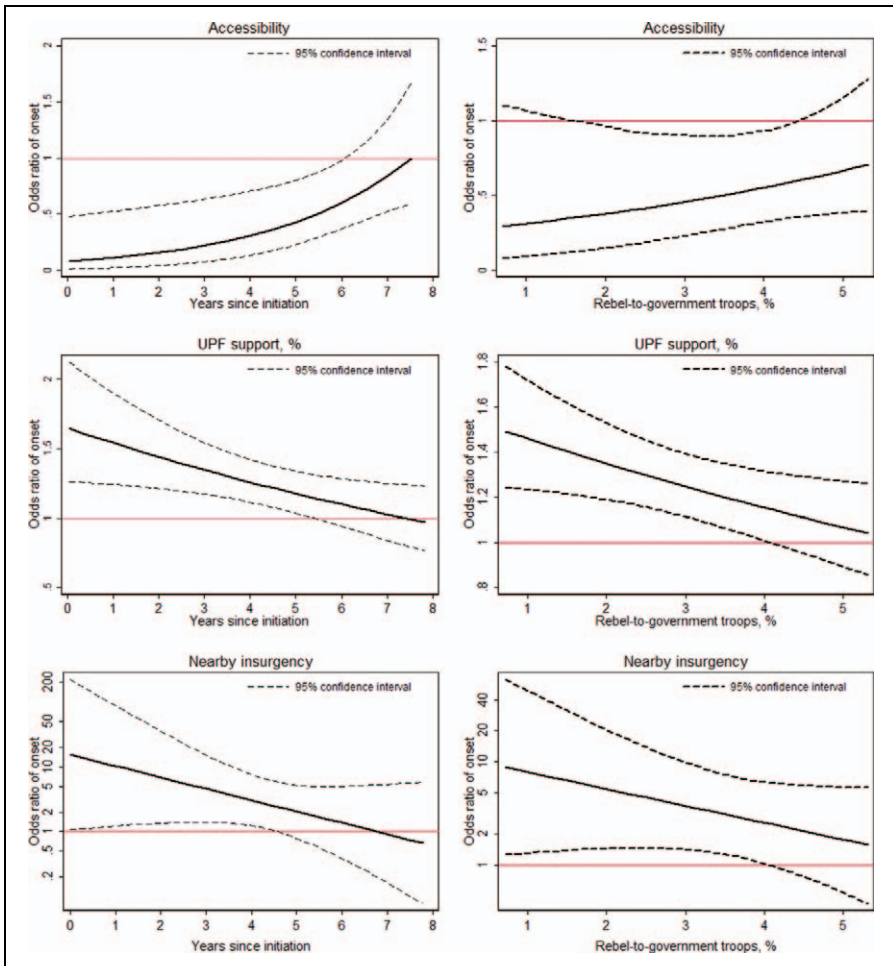 Accessibility
95% confidence interval
Odds ratio of onset
0 .5 1 1.5 2
0 1 2 3 4 5 6 7 8
Years since initiation
Accessibility
95% confidence interval
Odds ratio of onset
0 .5 1 1.5
1 2 3 4 5
Rebel-to-government troops, %
UPF support, %
95% confidence interval
Odds ratio of onset
.5 1 1.5 2
0 1 2 3 4 5 6 7 8
Years since initiation
UPF support, %
95% confidence interval
Odds ratio of onset
.8 1 1.2 1.4 1.6 1.8
1 2 3 4 5
Rebel-to-government troops, %
Nearby insurgency
95% confidence interval
Odds ratio of onset
.2 .5 1 2 5 10 20 50 200
0 1 2 3 4 5 6 7 8
Years since initiation
Nearby insurgency
95% confidence interval
Odds ratio of onset
1 2 5 10 20 40
1 2 3 4 5
Rebel-to-government troops, %